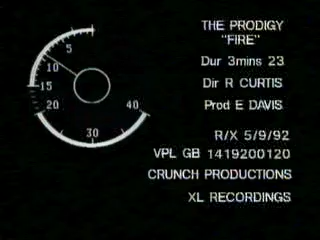 THE PRODIGY
"FIRE"
Dur 3mins 23
Dir R CURTIS
Prod E DAVIS
R/X 5/9/92
VPL GB 1419200120
CRUNCH PRODUCTIONS
XL RECORDINGS
5
10
15
20
30
40